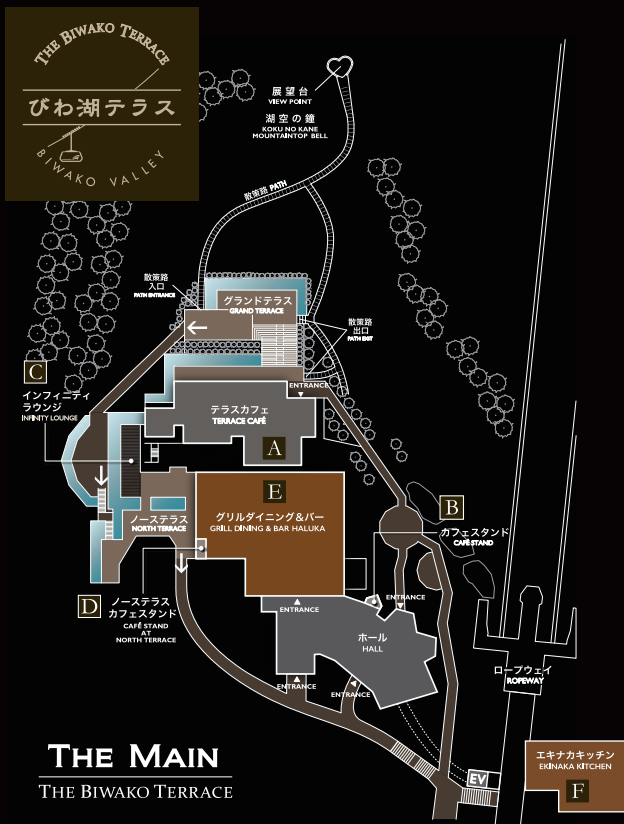 THE BIWAKO TERRACE
びわ湖テラス
BIWAKO VALLEY
展望台
VIEW POINT
湖空の鐘
KOKU NO KANE
MOUNTAINTOP BELL
散策路 PATH
散策路
入口
PATH ENTRANCE
グランドテラス
GRAND TERRACE
散策路
出口
PATH EXIT
C
インフィニティ
ラウンジ
INFINITY LOUNGE
ENTRANCE
テラスカフェ
TERRACE CAFÉ
A
E
グリルダイニング&バー
GRILL DINING & BAR HALUKA
ノーステラス
NORTH TERRACE
B
カフェスタンド
CAFÉ STAND
D
ノーステラス
カフェスタンド
CAFÉ STAND
AT
NORTH TERRACE
ENTRANCE
ENTRANCE
ホール
HALL
ENTRANCE
ENTRANCE
ロープウェイ
ROPEWAY
THE MAIN
THE BIWAKO TERRACE
EV
エキナカキッチン
EKINAKA KITCHEN
F